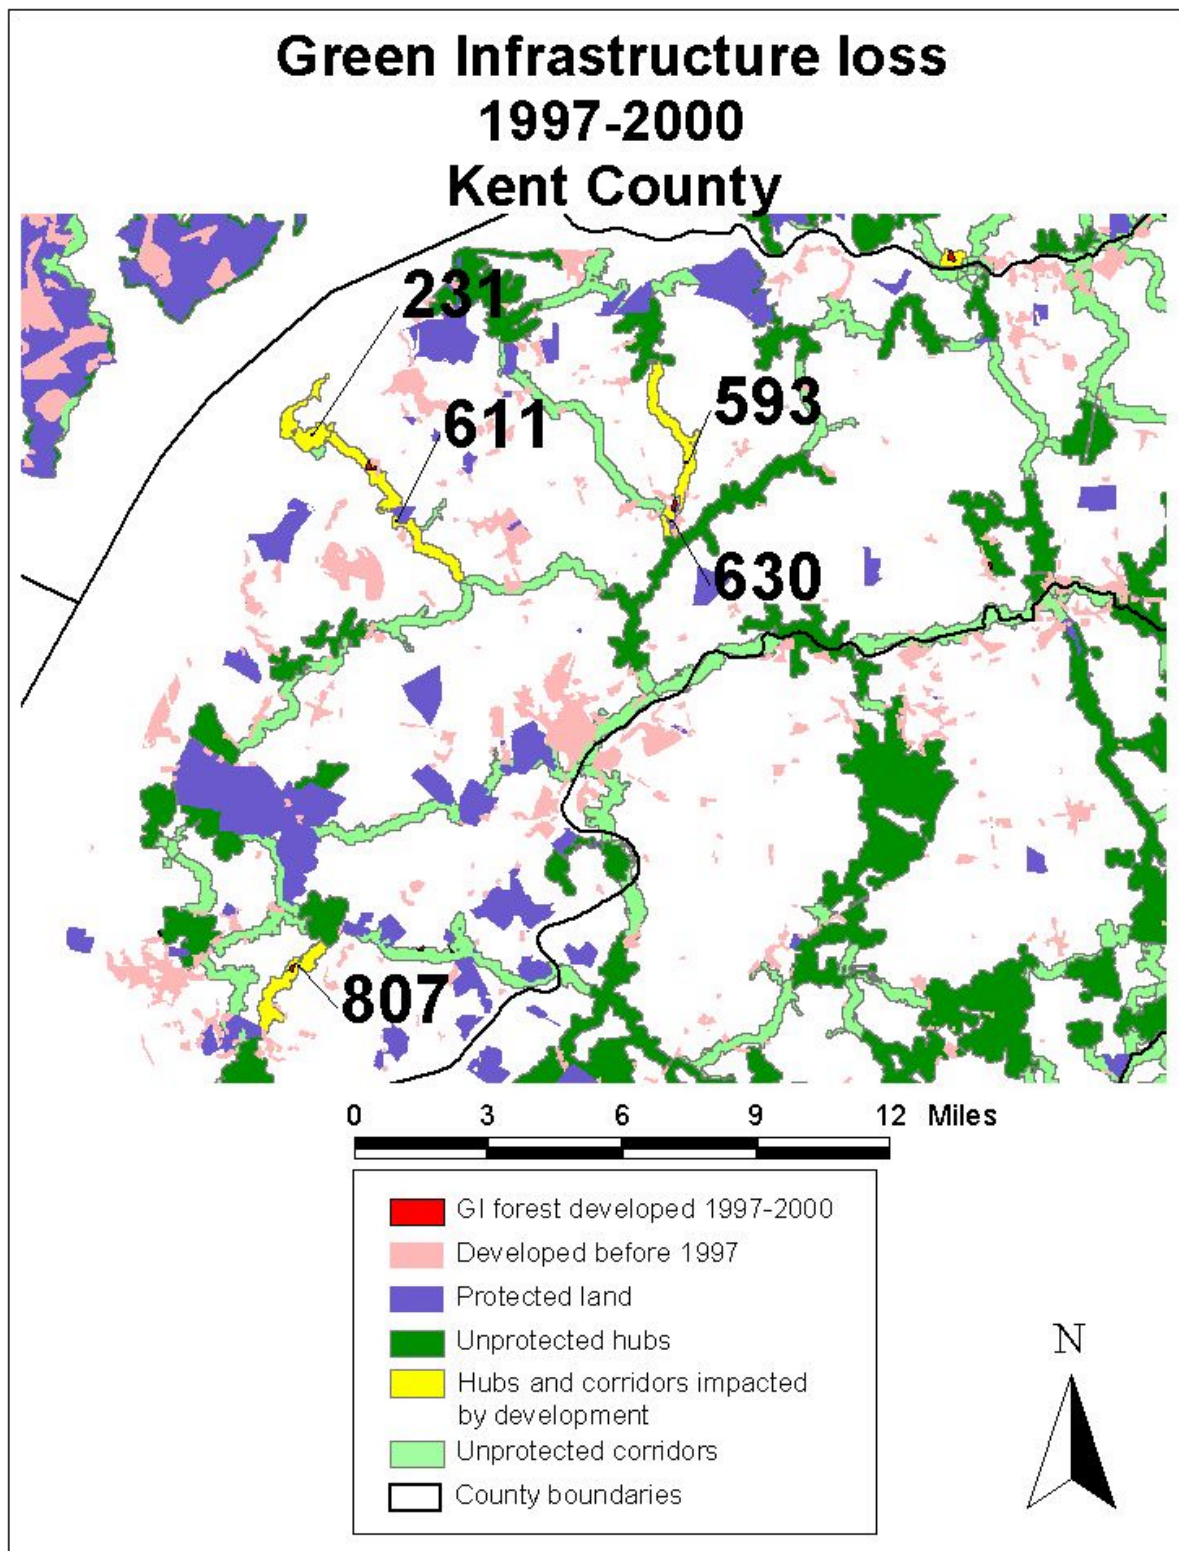 Green Infrastructure loss
1997-2000
Kent County
231
611
593
630
807
0 3 6 9 12 Miles
GI forest developed 1997-2000
Developed before 1997
Protected land
Unprotected hubs
Hubs and corridors impacted
by development
Unprotected corridors
County boundaries
N